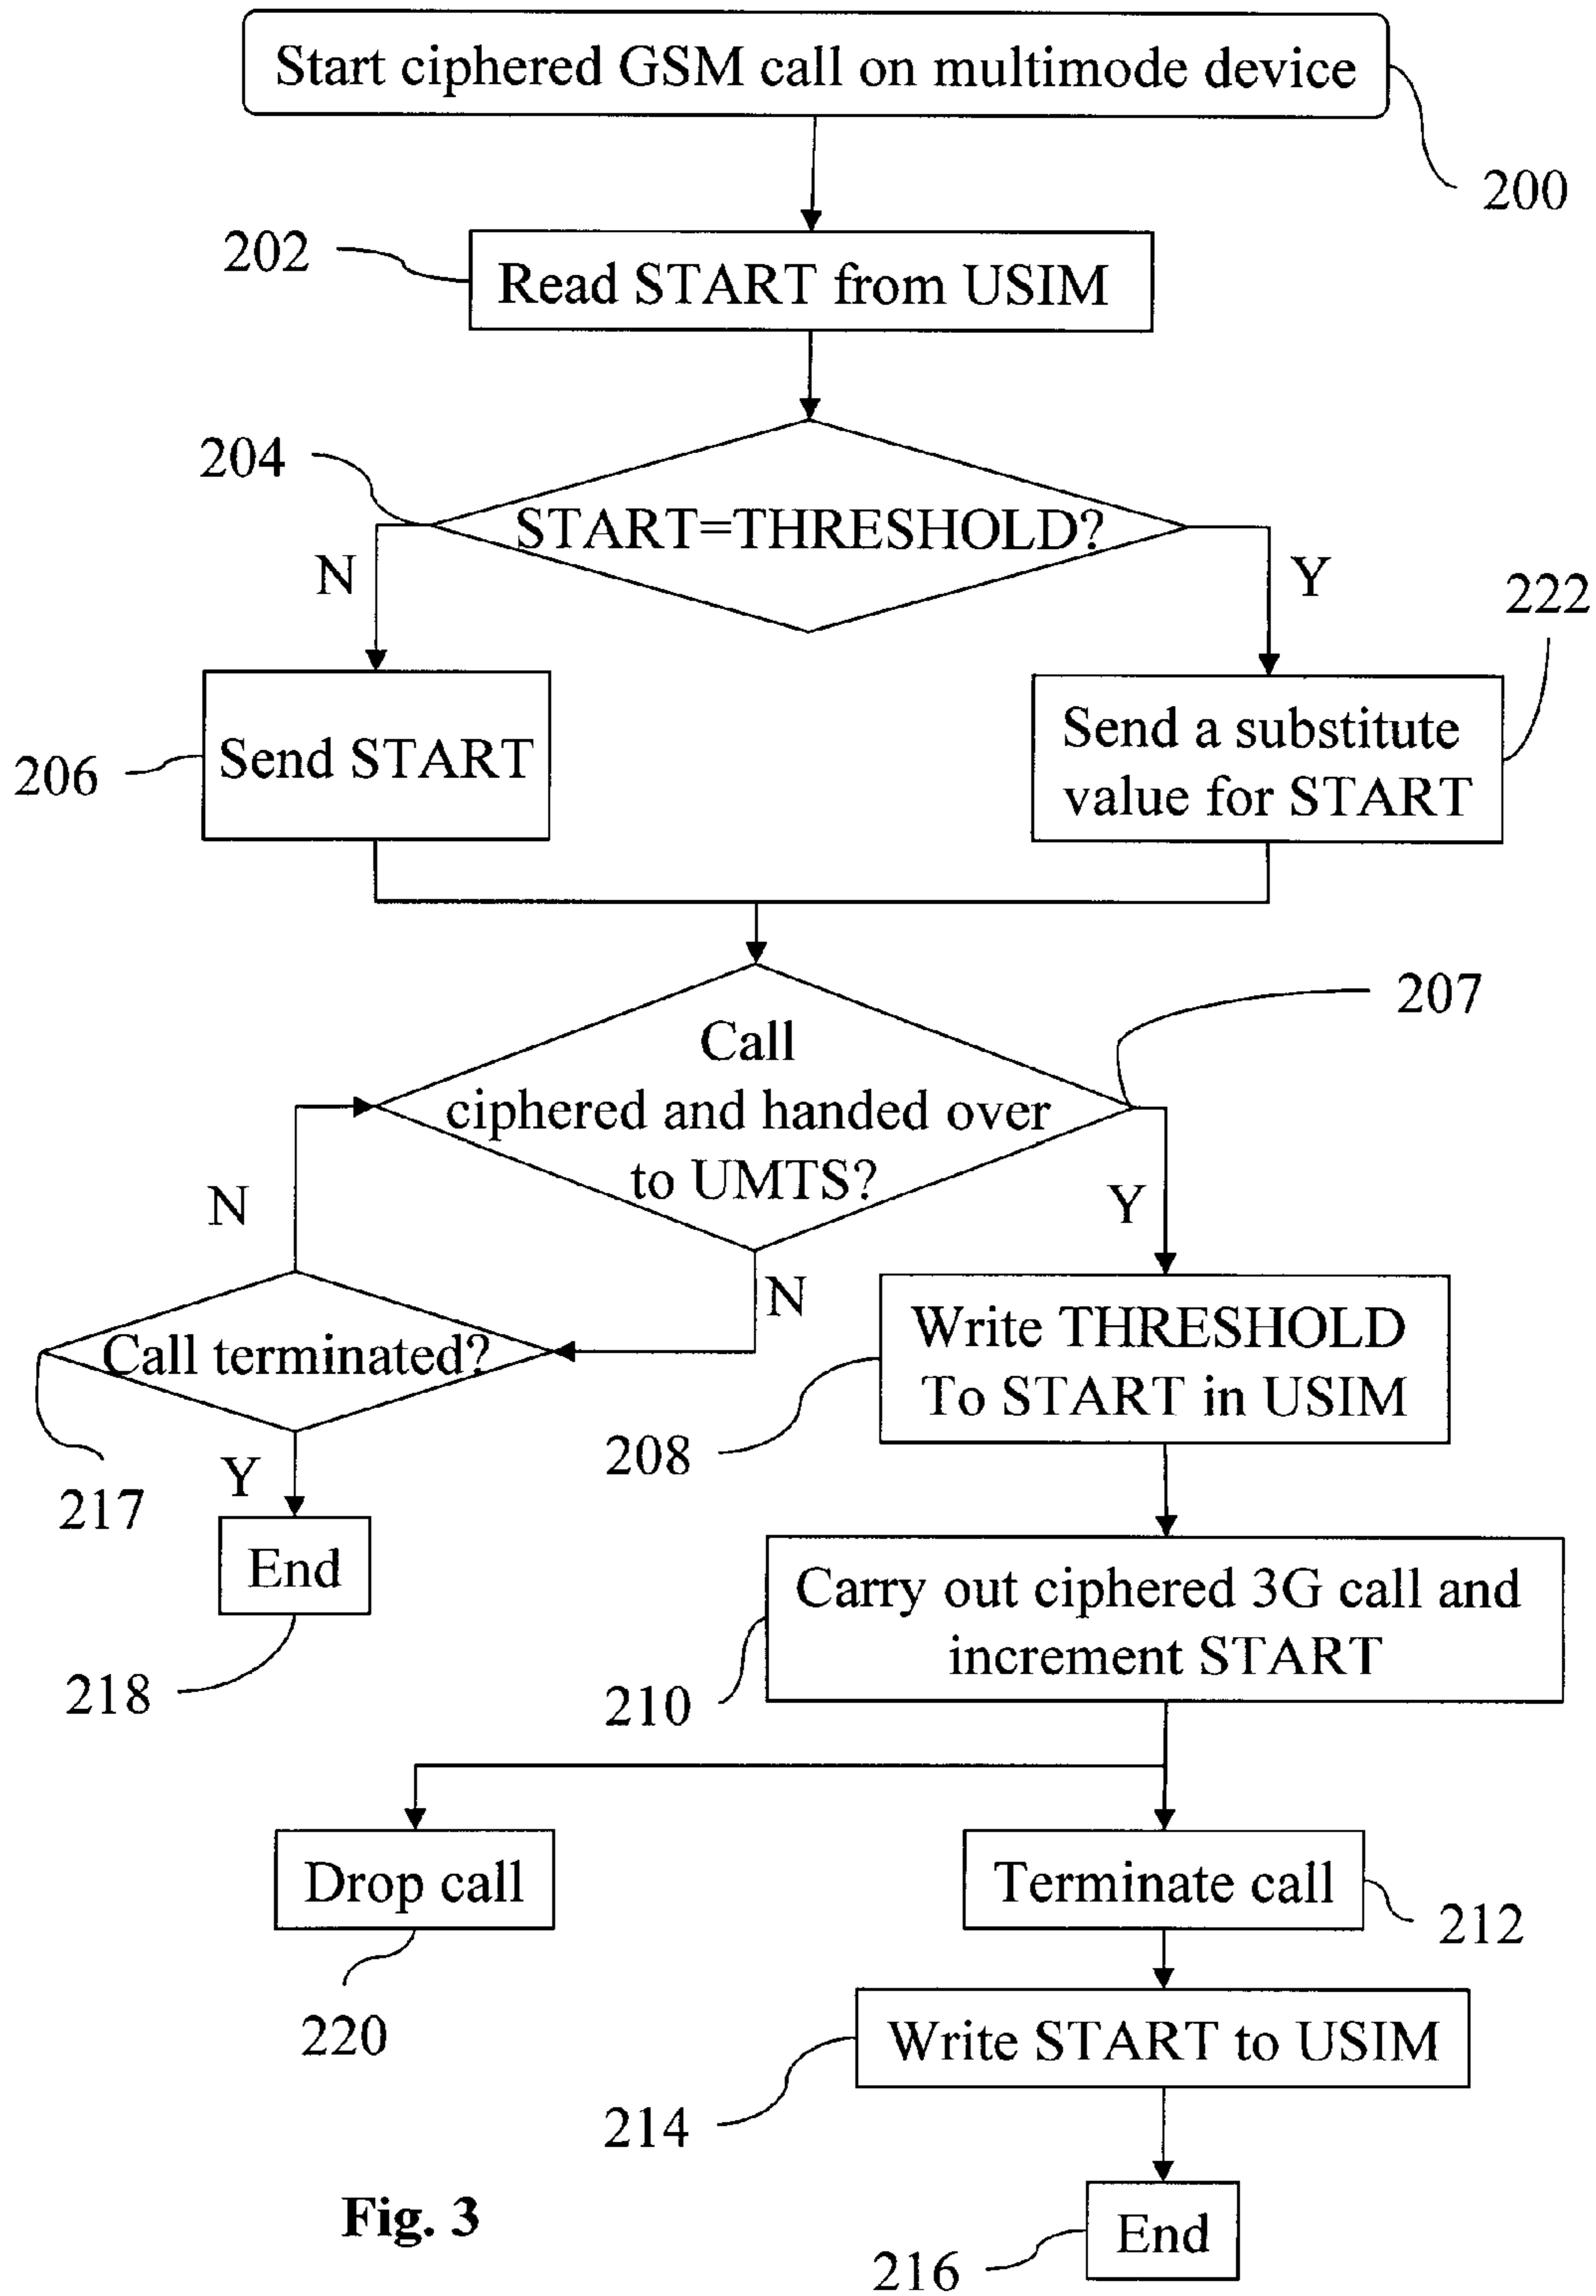 Start ciphered GSM call on multimode device
200
202
Read START from USIM
204
START=THRESHOLD?
N
Y
222
206
Send START
Send a substitute
value for START
207
Call
ciphered and handed over
to UMTS?
N
Y
N
Call terminated?
Write THRESHOLD
To START in USIM
208
217
Y
End
218
Carry out ciphered 3G call and
increment START
210
Drop call
Terminate call
212
220
Write START to USIM
214
Fig. 3
End
216